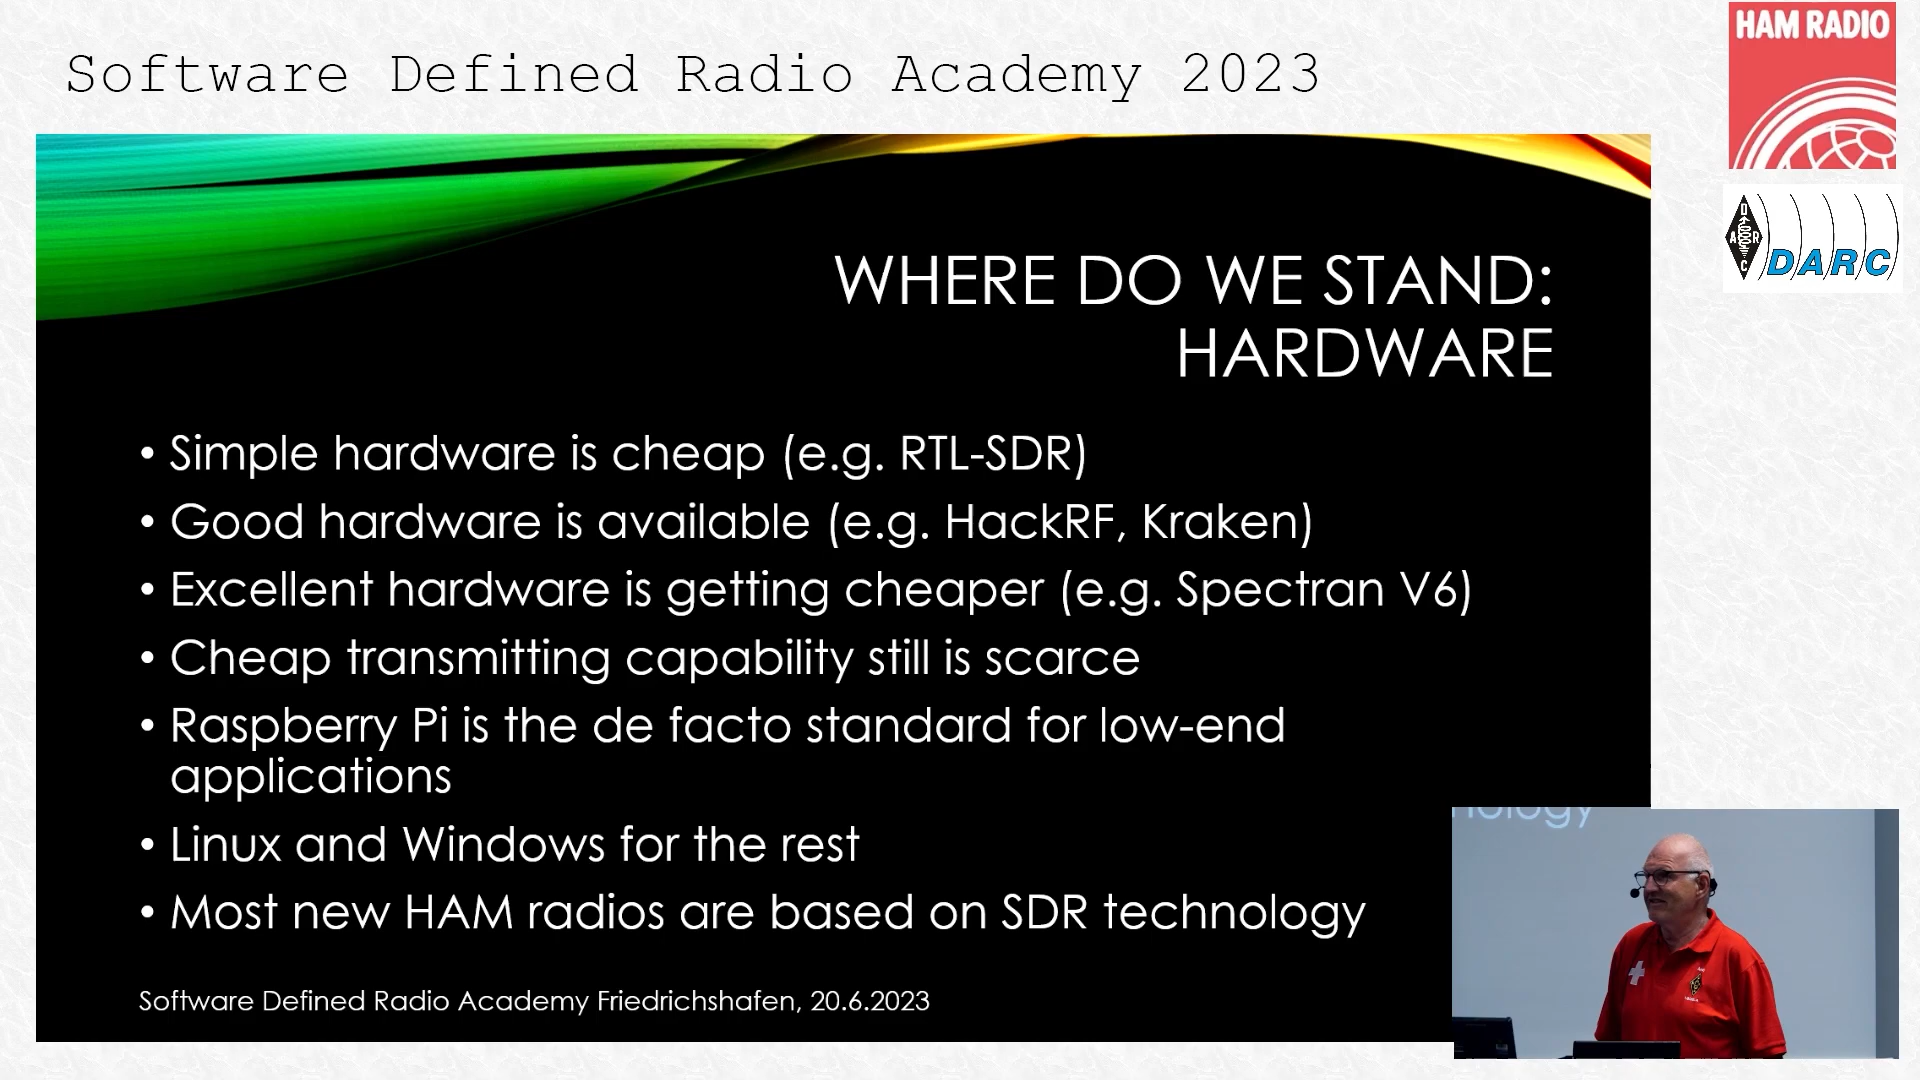 Software Defined Radio Academy 2023
HAM RADIO
D
A R
C
DARC
WHERE DO WE STAND:
HARDWARE
• Simple hardware is cheap (e.g. RTL-SDR)
• Good hardware is available (e.g. HackRF, Kraken)
• Excellent hardware is getting cheaper (e.g. Spectran V6)
• Cheap transmitting capability still is scarce
• Raspberry Pi is the de facto standard for low-end
applications
• Linux and Windows for the rest
• Most new HAM radios are based on SDR technology
Software Defined Radio Academy Friedrichshafen, 20.6.2023
nology